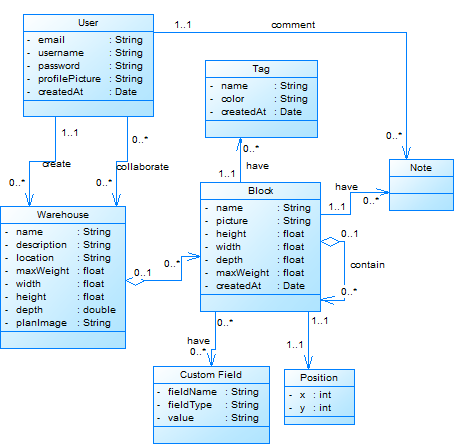 User
- email : String
- username : String
- password : String
- profilePicture : String
- createdAt : Date
1..1
comment
0..*
Tag
- name : String
- color : String
- createdAt : Date
1..1
0..*
create
0..*
collaborate
0..*
0..*
have
1..1
Note
have
1..1
0..*
Warehouse
- name : String
- description : String
- location : String
- maxWeight : float
- width : float
- height : float
- depth : double
- planImage : String
0..1
0..*
Block
- name : String
- picture : String
- height : float
- width : float
- depth : float
- maxWeight : float
- createdAt : Date
0..1
contain
0..*
0..*
have
0..*
1..1
1..1
Custom Field
- fieldName : String
- fieldType : String
- value : String
Position
- x : int
- y : int